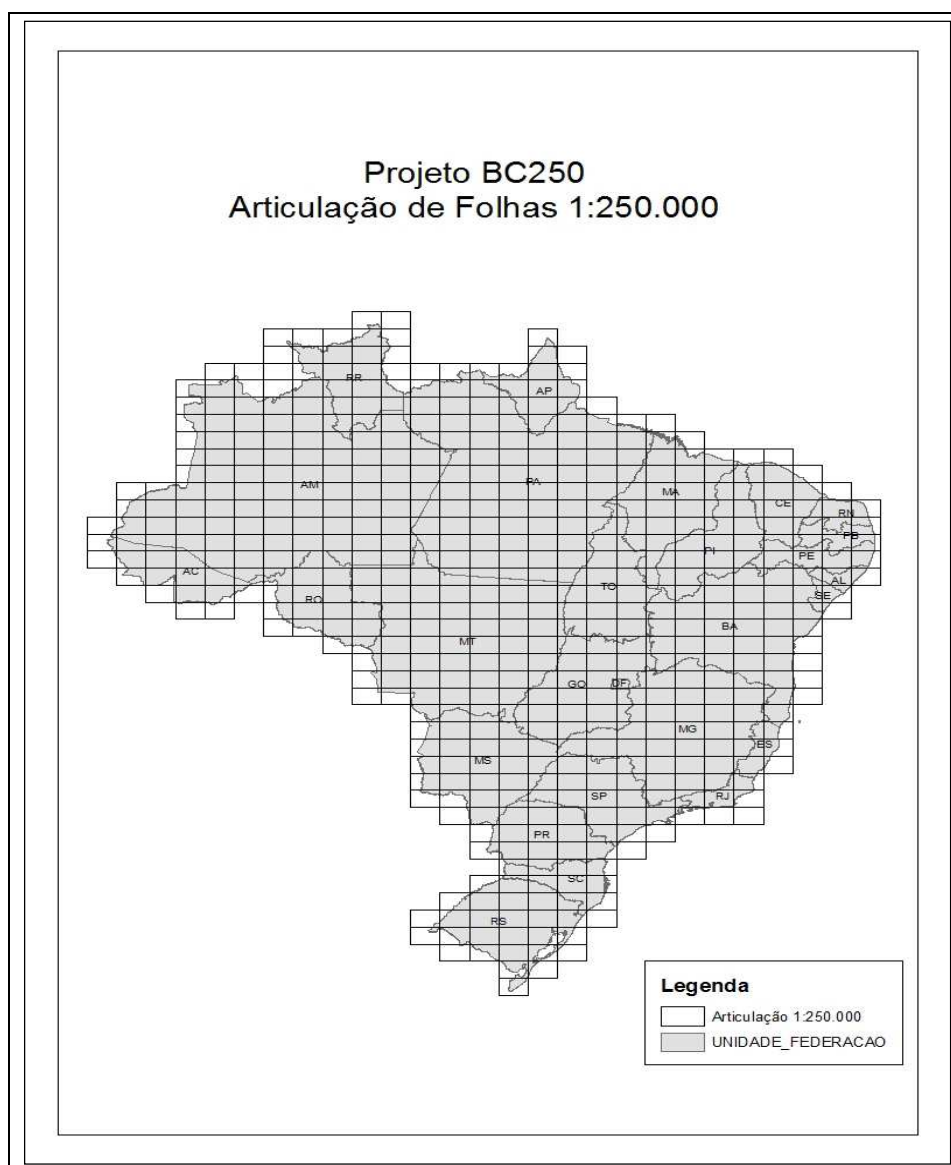 Projeto BC250
Articulação de Folhas 1:250.000
RR
AP
AM
PA
MA
CE
RN
PB
PI
PE
AC
TO
AL
SE
RO
BA
MT
GO
DF
MG
ES
MS
SP
RJ
PR
SC
RS
Legenda
Articulação 1:250.000
UNIDADE_FEDERACAO